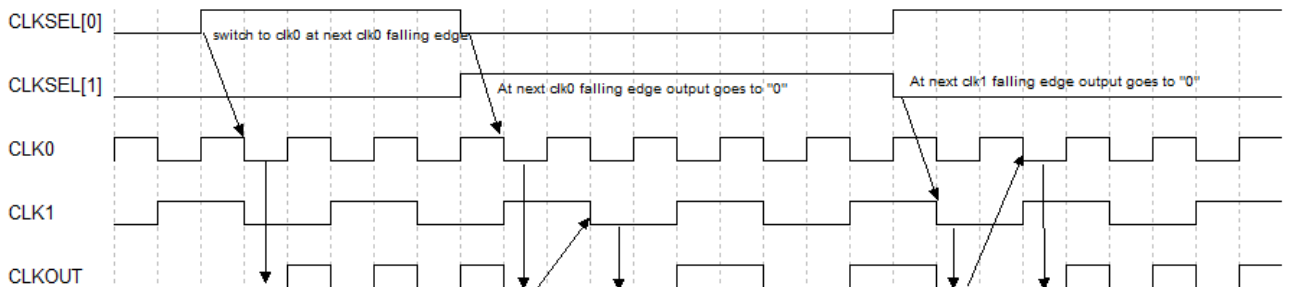 CLKSEL[0]
switch to clk0 at next clk0 falling edge
CLKSEL[1]
At next clk0 falling edge output goes to "0"
At next clk1 falling edge output goes to "0"
CLK0
CLK1
CLKOUT